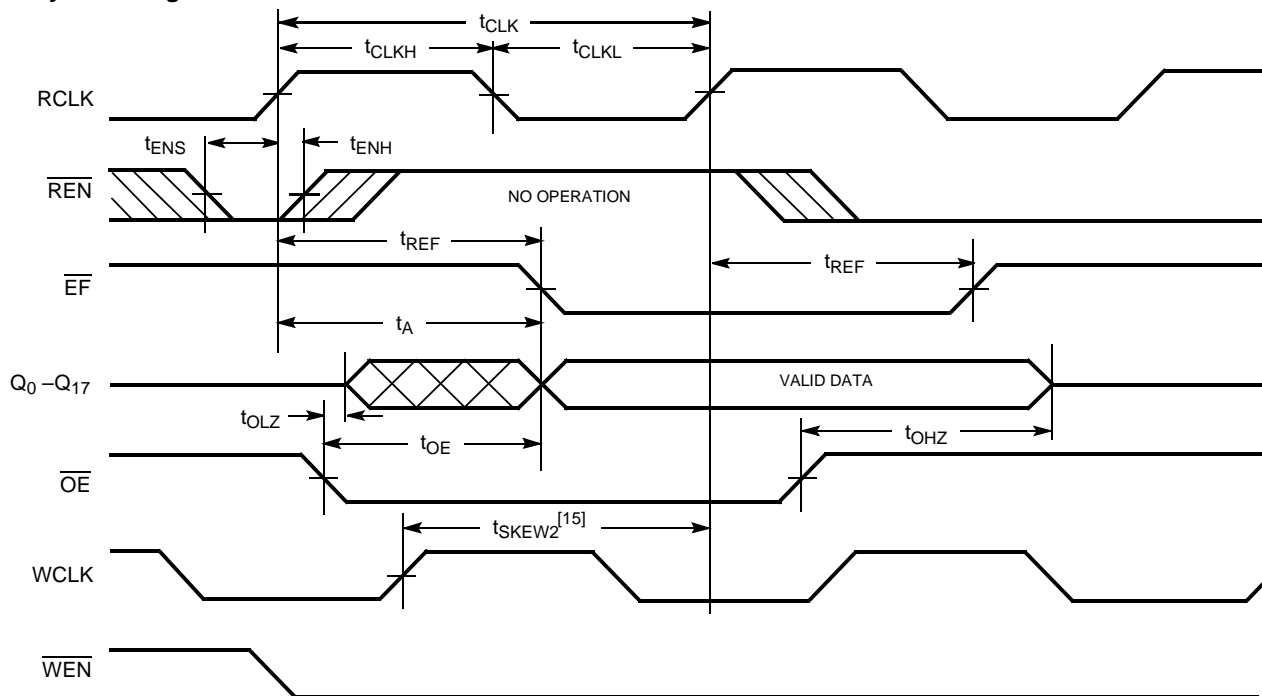 tCLK
tCLKH
tCLKL
RCLK
tENS
tENH
REN
NO OPERATION
tREF
tREF
EF
tA
Q0 –Q17
VALID DATA
tOLZ
tOE
tOHZ
OE
tSKEW2[15]
WCLK
WEN